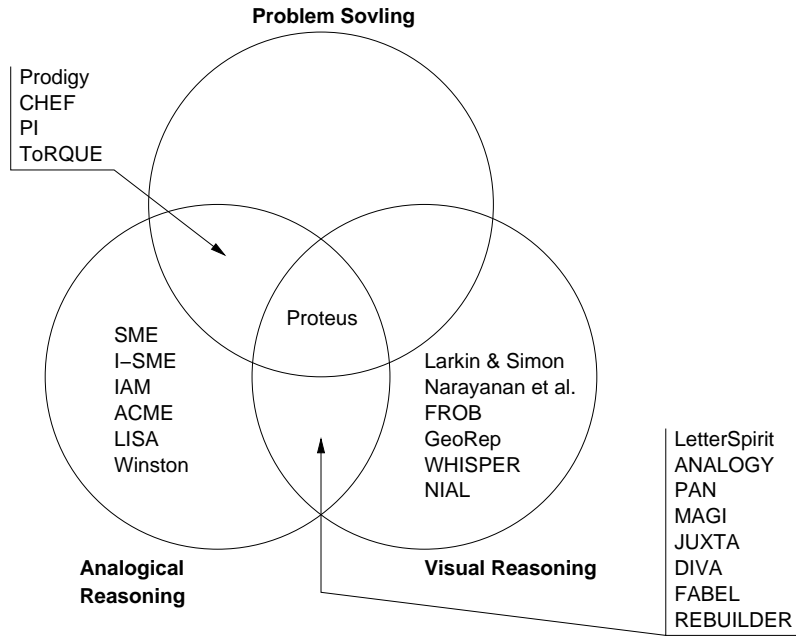 Problem Sovling
Prodigy
CHEF
PI
ToRQUE
Proteus
SME
I–SME
IAM
ACME
LISA
Winston
Larkin & Simon
Narayanan et al.
FROB
GeoRep
WHISPER
NIAL
LetterSpirit
ANALOGY
PAN
MAGI
JUXTA
DIVA
FABEL
REBUILDER
Analogical
Reasoning
Visual Reasoning